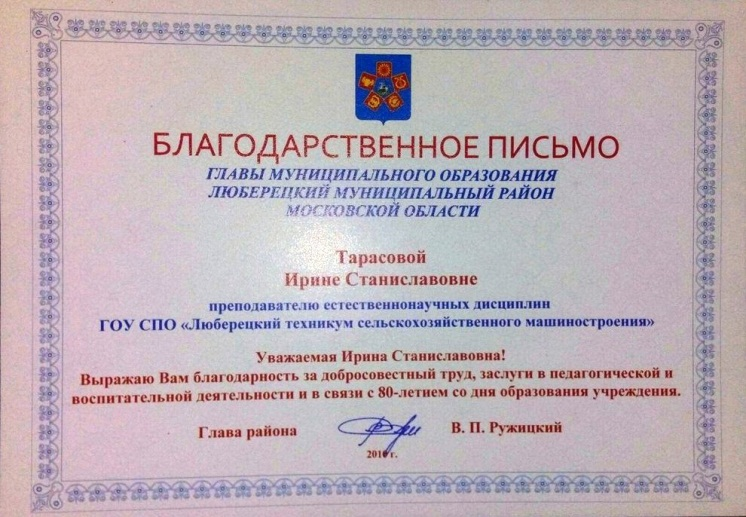 БЛАГОДАРСТВЕННОЕ ПИСЬМО
ГЛАВЫ МУНИЦИПАЛЬНОГО ОБРАЗОВАНИЯ
ЛЮБЕРЕЦКИЙ МУНИЦИПАЛЬНЫЙ РАЙОН
МОСКОВСКОЙ ОБЛАСТИ
Тарасовой
Ирине Станиславовне
преподавателю естественнонаучных дисциплин
ГОУ СПО «Люберецкий техникум сельскохозяйственного машиностроения»
Уважаемая Ирина Станиславовна!
Выражаю Вам благодарность за добросовестный труд, заслуги в педагогической и
воспитательной деятельности и в связи с 80-летием со дня образования учреждения.
Глава района В. П. Ружицкий
2010 г.